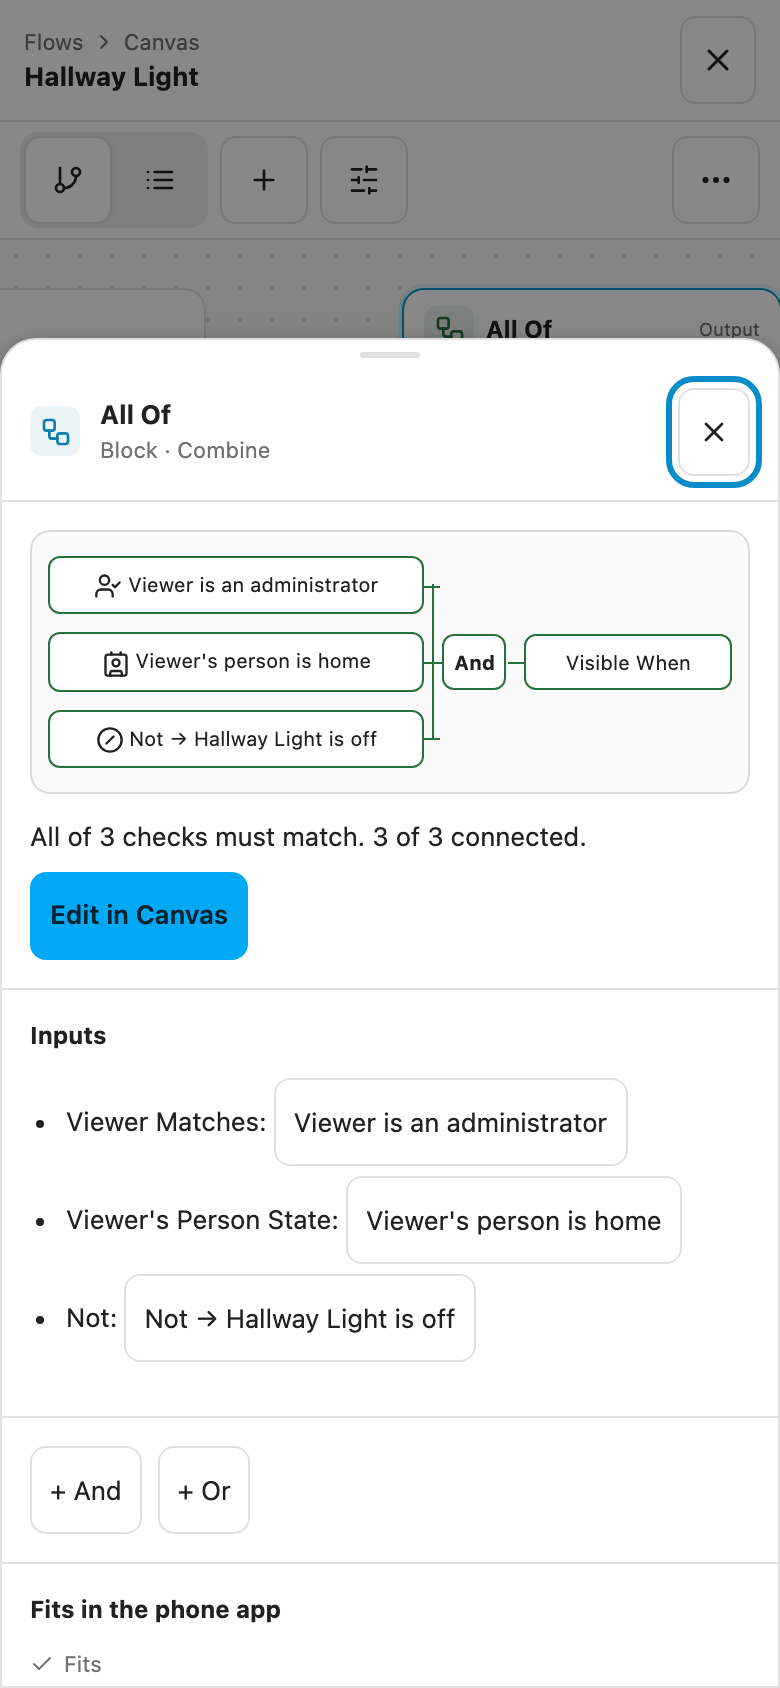 Flows > Canvas
Hallway Light
All Of
Output
All Of
Block · Combine
Viewer is an administrator
Viewer's person is home
Not → Hallway Light is off
And
Visible When
All of 3 checks must match. 3 of 3 connected.
Edit in Canvas
Inputs
• Viewer Matches: Viewer is an administrator
• Viewer's Person State: Viewer's person is home
• Not: Not → Hallway Light is off
+ And
+ Or
Fits in the phone app
Fits